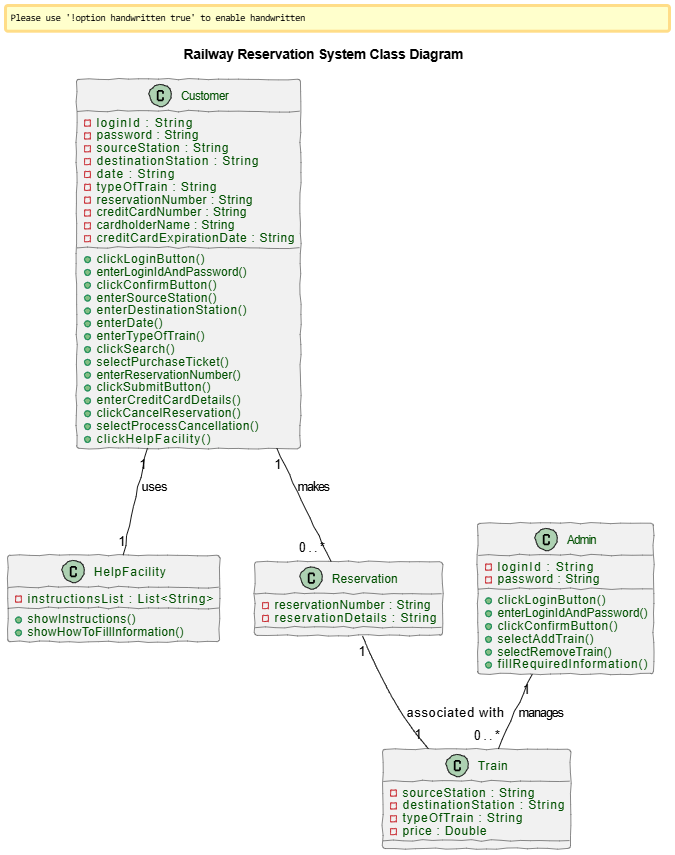 Please use '!option handwritten true' to enable handwritten
Railway Reservation System Class Diagram
C Customer
loginId : String
password : String
sourceStation : String
destinationStation : String
date : String
typeOfTrain : String
reservationNumber : String
creditCardNumber : String
cardholderName : String
creditCardExpirationDate : String
clickLoginButton()
enterLoginIdAndPassword()
clickConfirmButton()
enterSourceStation()
enterDestinationStation()
enterDate()
enterTypeOfTrain()
clickSearch()
selectPurchaseTicket()
enterReservationNumber()
clickSubmitButton()
enterCreditCardDetails()
clickCancelReservation()
selectProcessCancellation()
clickHelpFacility()
1
1
uses
makes
1
0..*
C HelpFacility
instructionsList : List<String>
showInstructions()
showHowToFillInformation()
C Reservation
reservationNumber : String
reservationDetails : String
C Admin
loginId : String
password : String
clickLoginButton()
enterLoginIdAndPassword()
clickConfirmButton()
selectAddTrain()
selectRemoveTrain()
fillRequiredInformation()
1
1
associated with
manages
1
0..*
C Train
sourceStation : String
destinationStation : String
typeOfTrain : String
price : Double